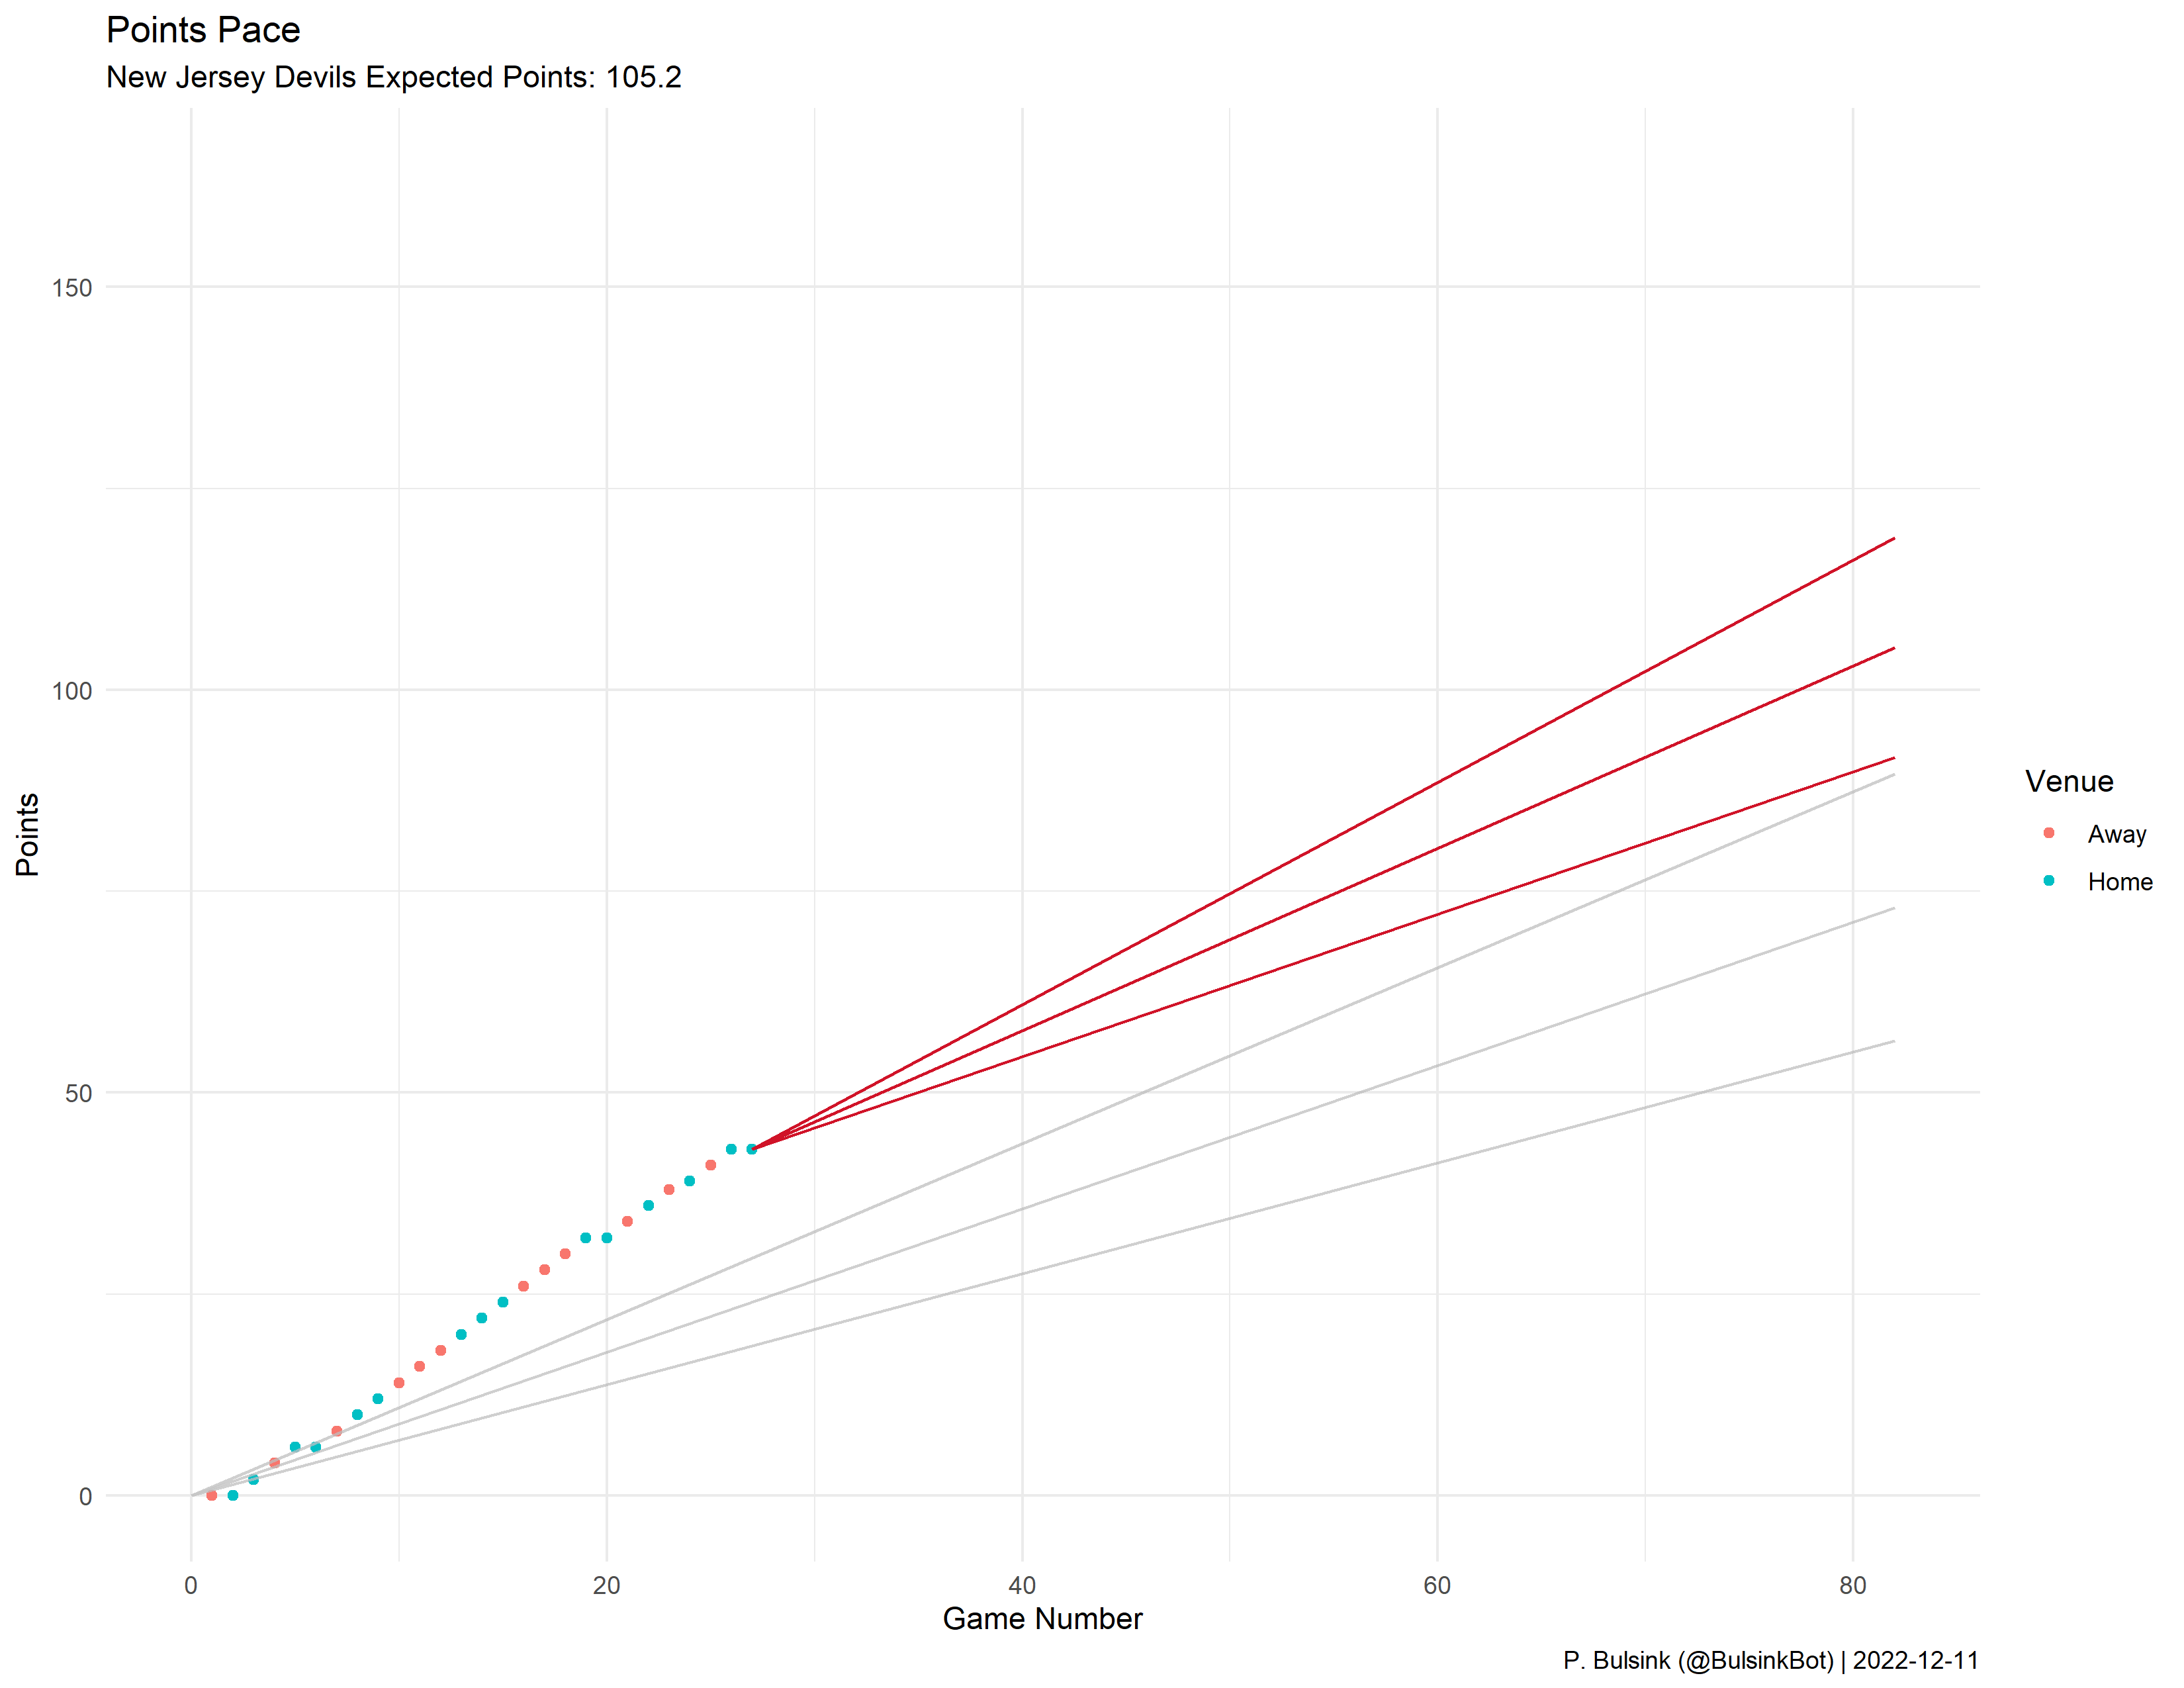 Points Pace
New Jersey Devils Expected Points: 105.2
150
100
50
0
Points
0 20 40 60 80
Game Number
Venue
Away
Home
P. Bulsink (@BulsinkBot) | 2022-12-11